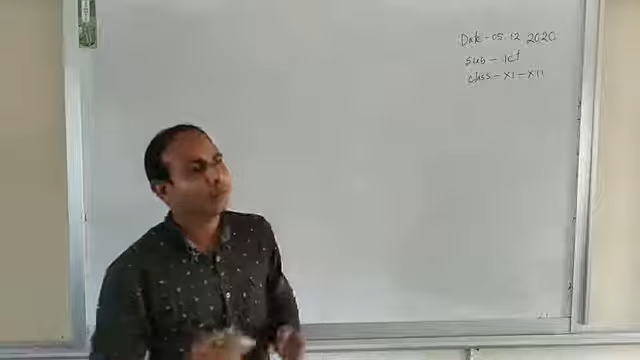 Date - 05.12 2020
Sub - ICT
Class - XI - XII